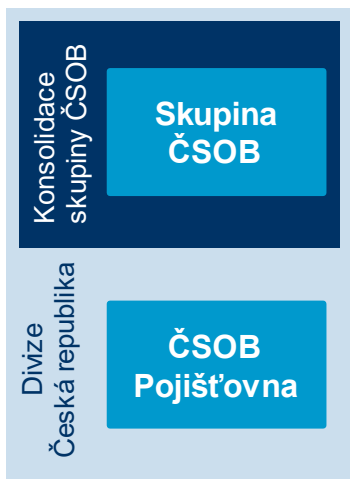 Konsolidace
skupiny ČSOB
Skupina
ČSOB
Divize
Česká republika
ČSOB
Pojišťovna